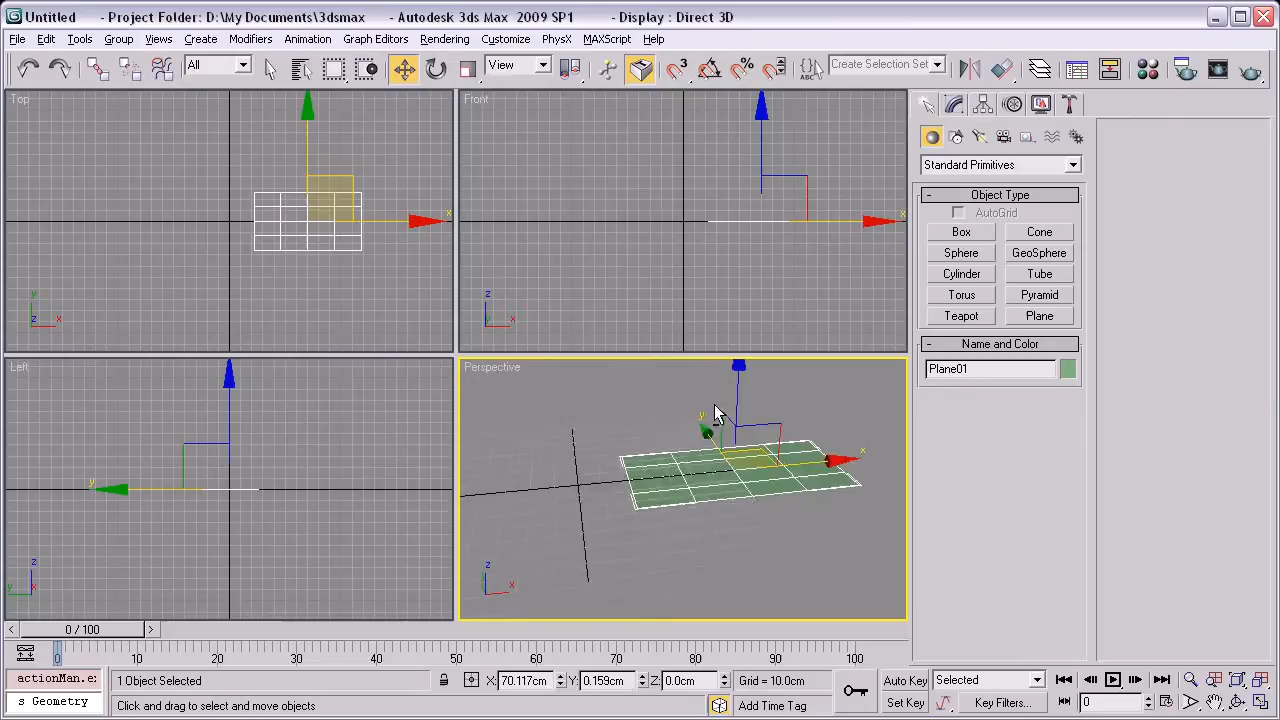 Untitled - Project Folder: D:\My Documents\3dsmax - Autodesk 3ds Max 2009 SP1 - Display : Direct 3D
File Edit Tools Group Views Create Modifiers Animation Graph Editors Rendering Customize PhysX MAXScript Help
All View 3 % ABC Create Selection Set
Top Front
Standard Primitives
- Object Type
AutoGrid
Box Cone
Sphere GeoSphere
Cylinder Tube
Torus Pyramid
Teapot Plane
- Name and Color
Plane01
x x
y z
z x y x
Left Perspective
y x
y
z z
y x x
< 0 / 100 >
0 10 20 30 40 50 60 70 80 90 100
actionMan.e: 1 Object Selected X: 70.117cm Y: 0.159cm Z: 0.0cm Grid = 10.0cm Auto Key Selected
s Geometry Click and drag to select and move objects Add Time Tag Set Key Key Filters... 0